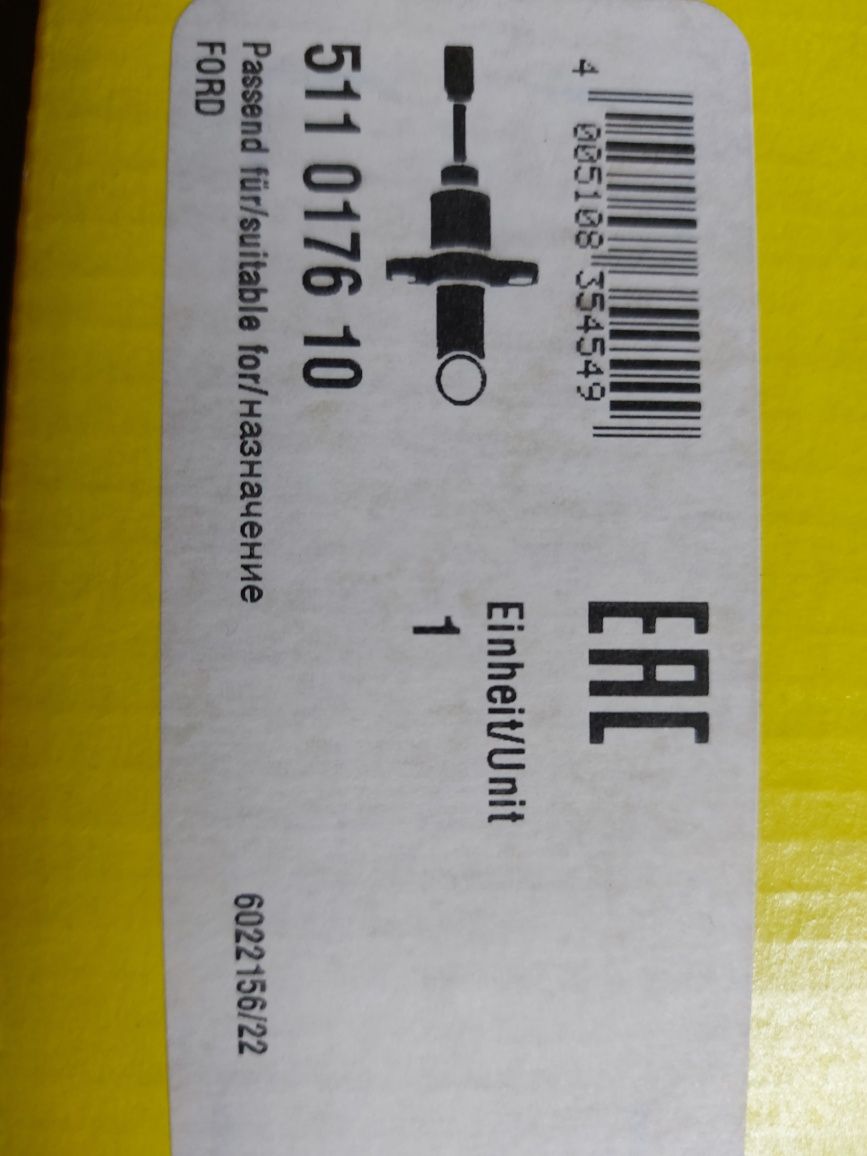 4 005108 354549
EAC
511 0176 10
Einheit/Unit
1
Passend für/suitable for/назначение
FORD
6022156/22